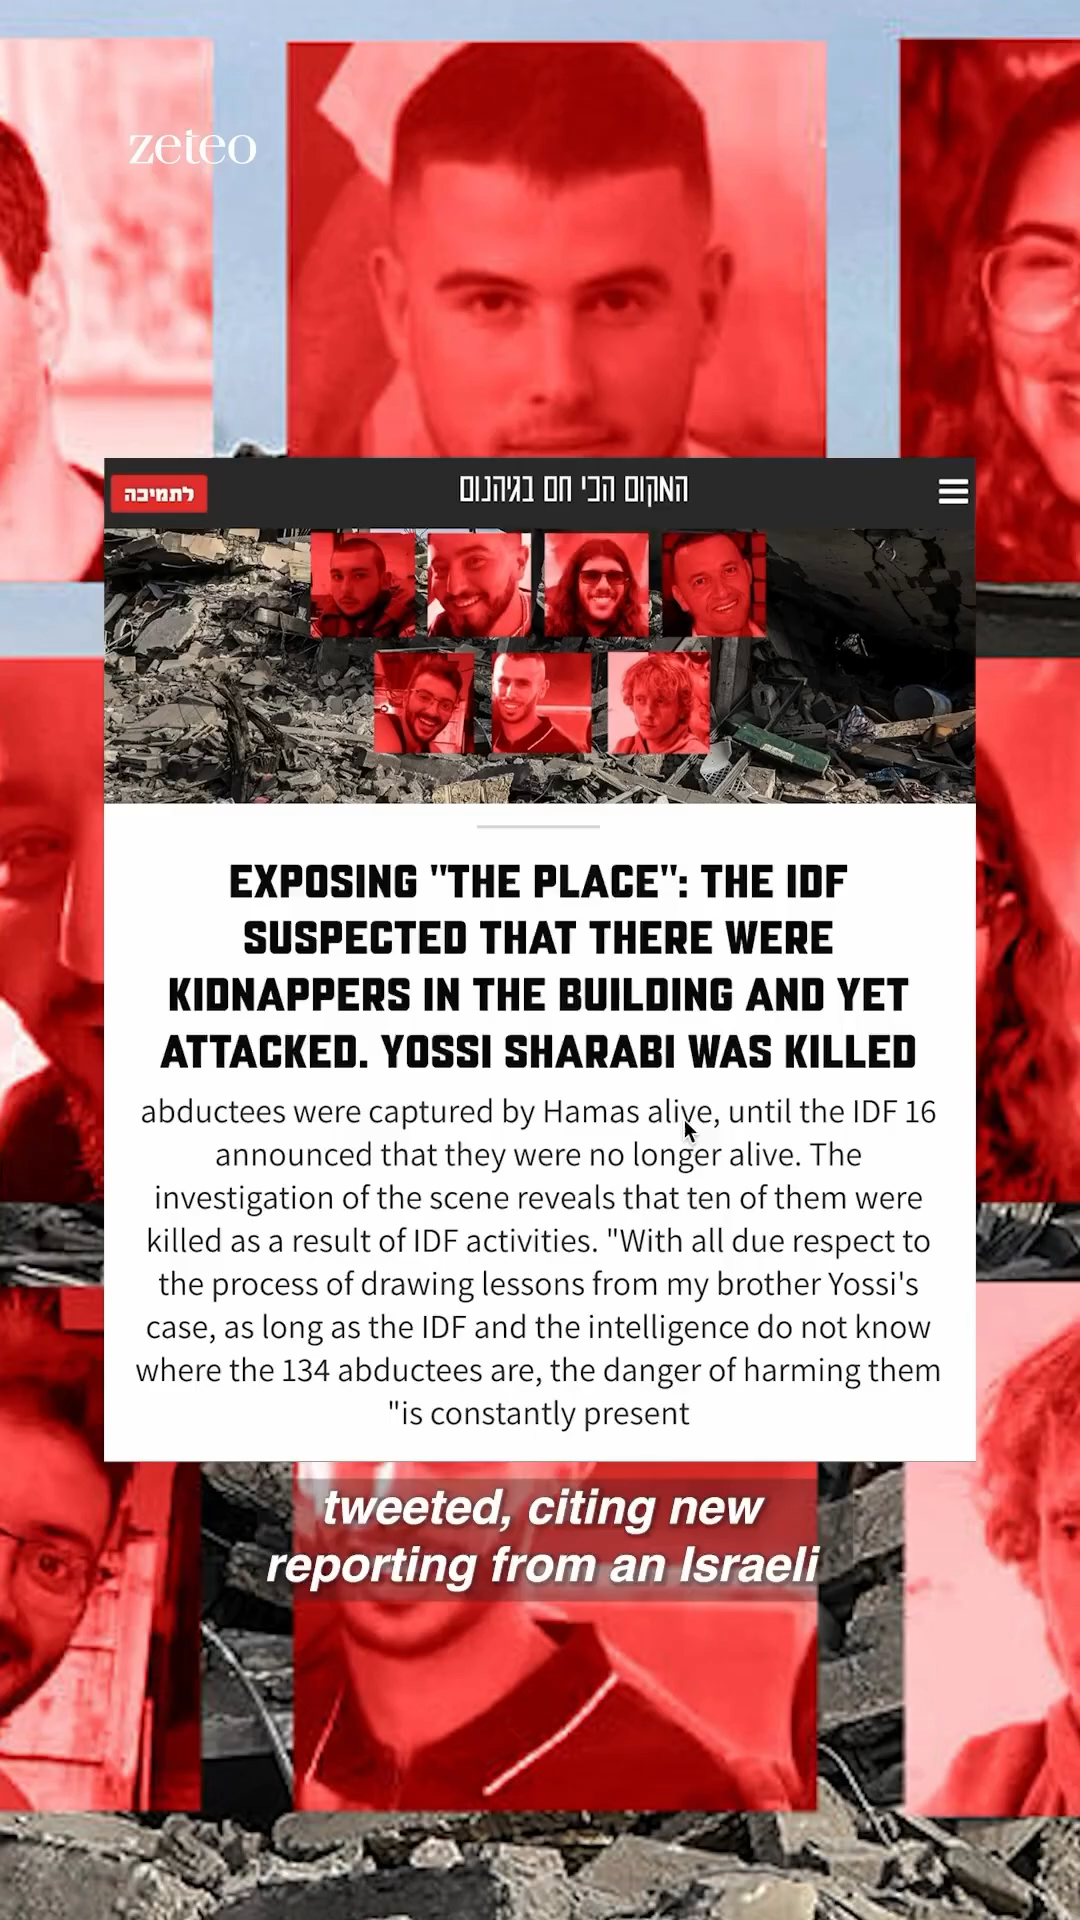 zeteo
לתמיכה
המקום הכי חם בגיהנום
EXPOSING "THE PLACE": THE IDF
SUSPECTED THAT THERE WERE
KIDNAPPERS IN THE BUILDING AND YET
ATTACKED. YOSSI SHARABI WAS KILLED
abductees were captured by Hamas alive, until the IDF 16
announced that they were no longer alive. The
investigation of the scene reveals that ten of them were
killed as a result of IDF activities. "With all due respect to
the process of drawing lessons from my brother Yossi's
case, as long as the IDF and the intelligence do not know
where the 134 abductees are, the danger of harming them
"is constantly present
tweeted, citing new
reporting from an Israeli